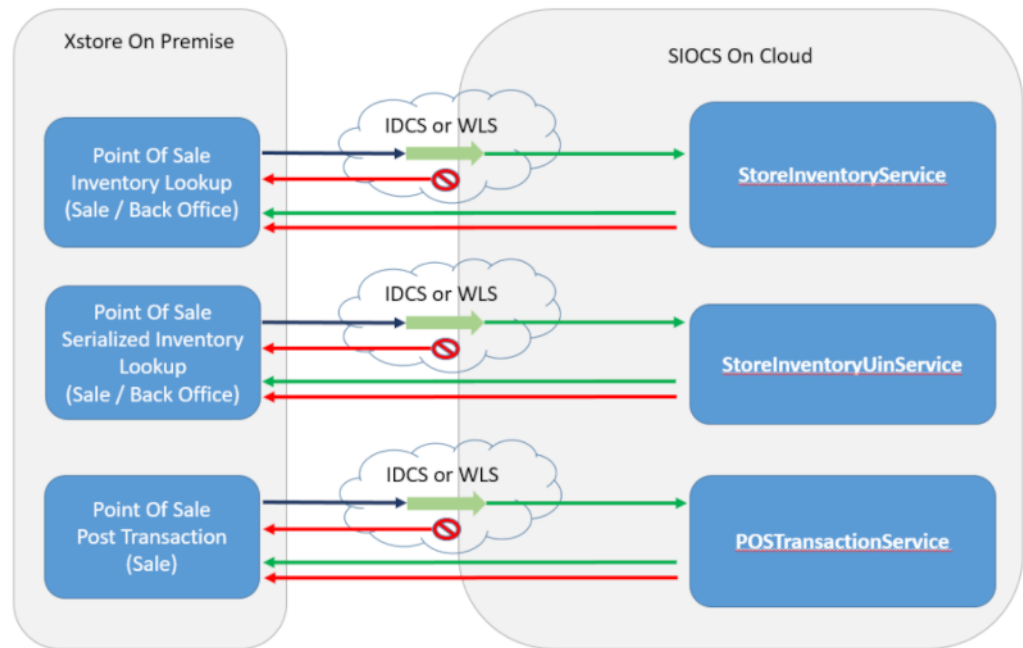 Xstore On Premise
SIOCS On Cloud
Point Of Sale
Inventory Lookup
(Sale / Back Office)
IDCS or WLS
StoreInventoryService
Point Of Sale
Serialized Inventory
Lookup
(Sale / Back Office)
IDCS or WLS
StoreInventoryUinService
Point Of Sale
Post Transaction
(Sale)
IDCS or WLS
POSTransactionService